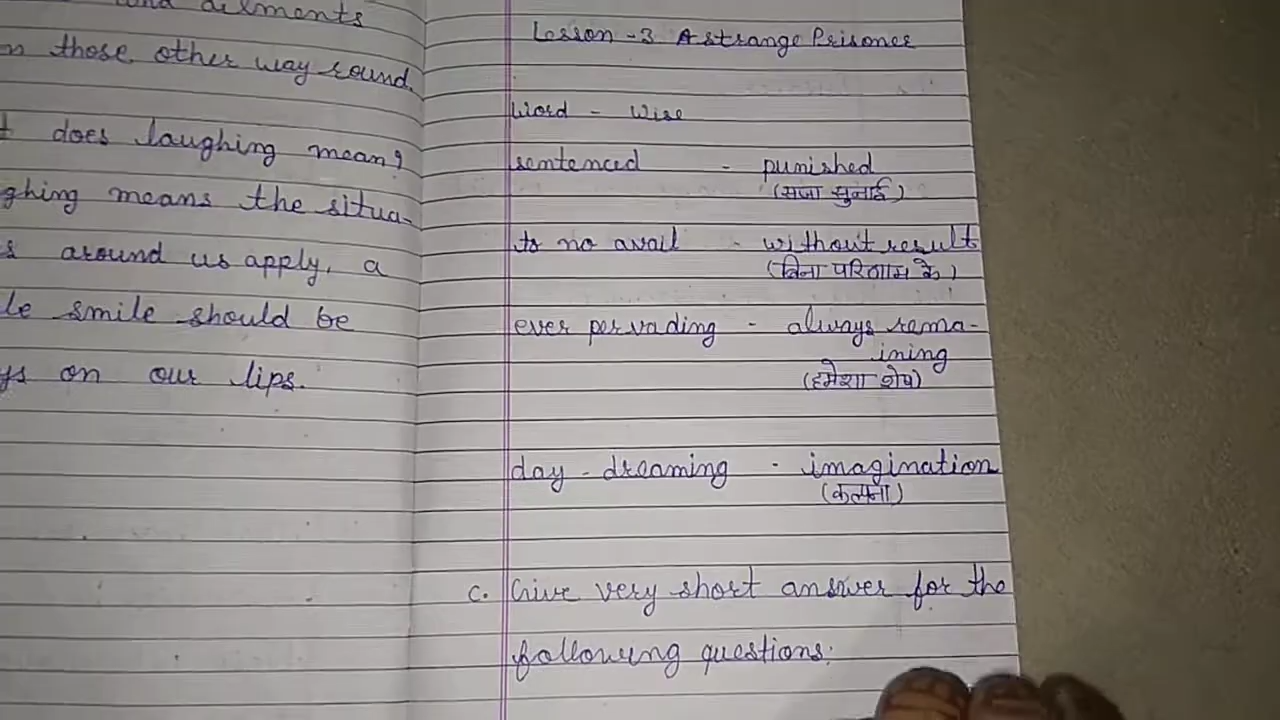 ailments
those other way round.
does laughing mean?
ghing means the situa-
s around us apply, a
le smile should be
ys on our lips.
Lesson - 3 A strange Prisoner
Word - Wise
sentenced - punished
(सजा सुनाई)
to no avail - without result
(बिना परिणाम के)
ever pervading - always rema-
ining
(हमेशा शेष)
day - dreaming - imagination
(कल्पना)
C. Give very short answer for the
following questions: